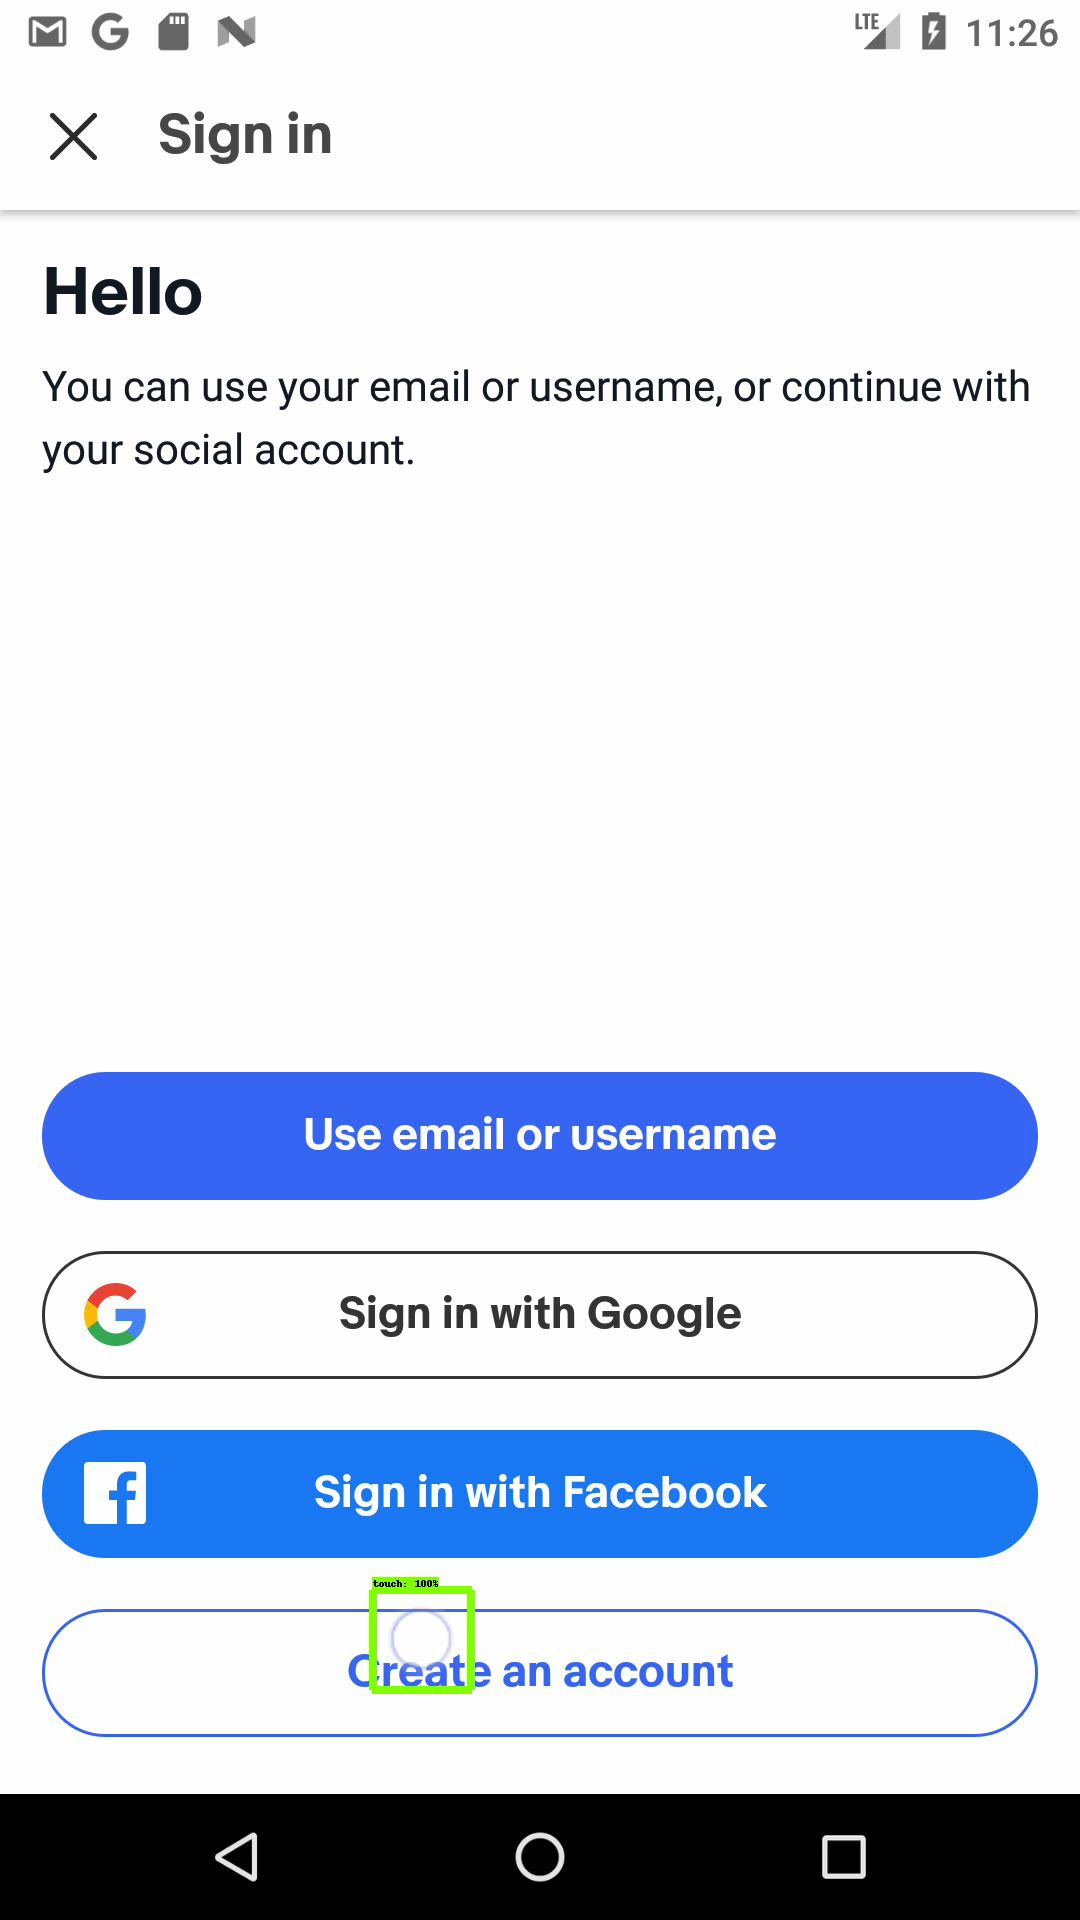 LTE 11:26
Sign in
Hello
You can use your email or username, or continue with
your social account.
Use email or username
Sign in with Google
Sign in with Facebook
touch: 100%
Create an account